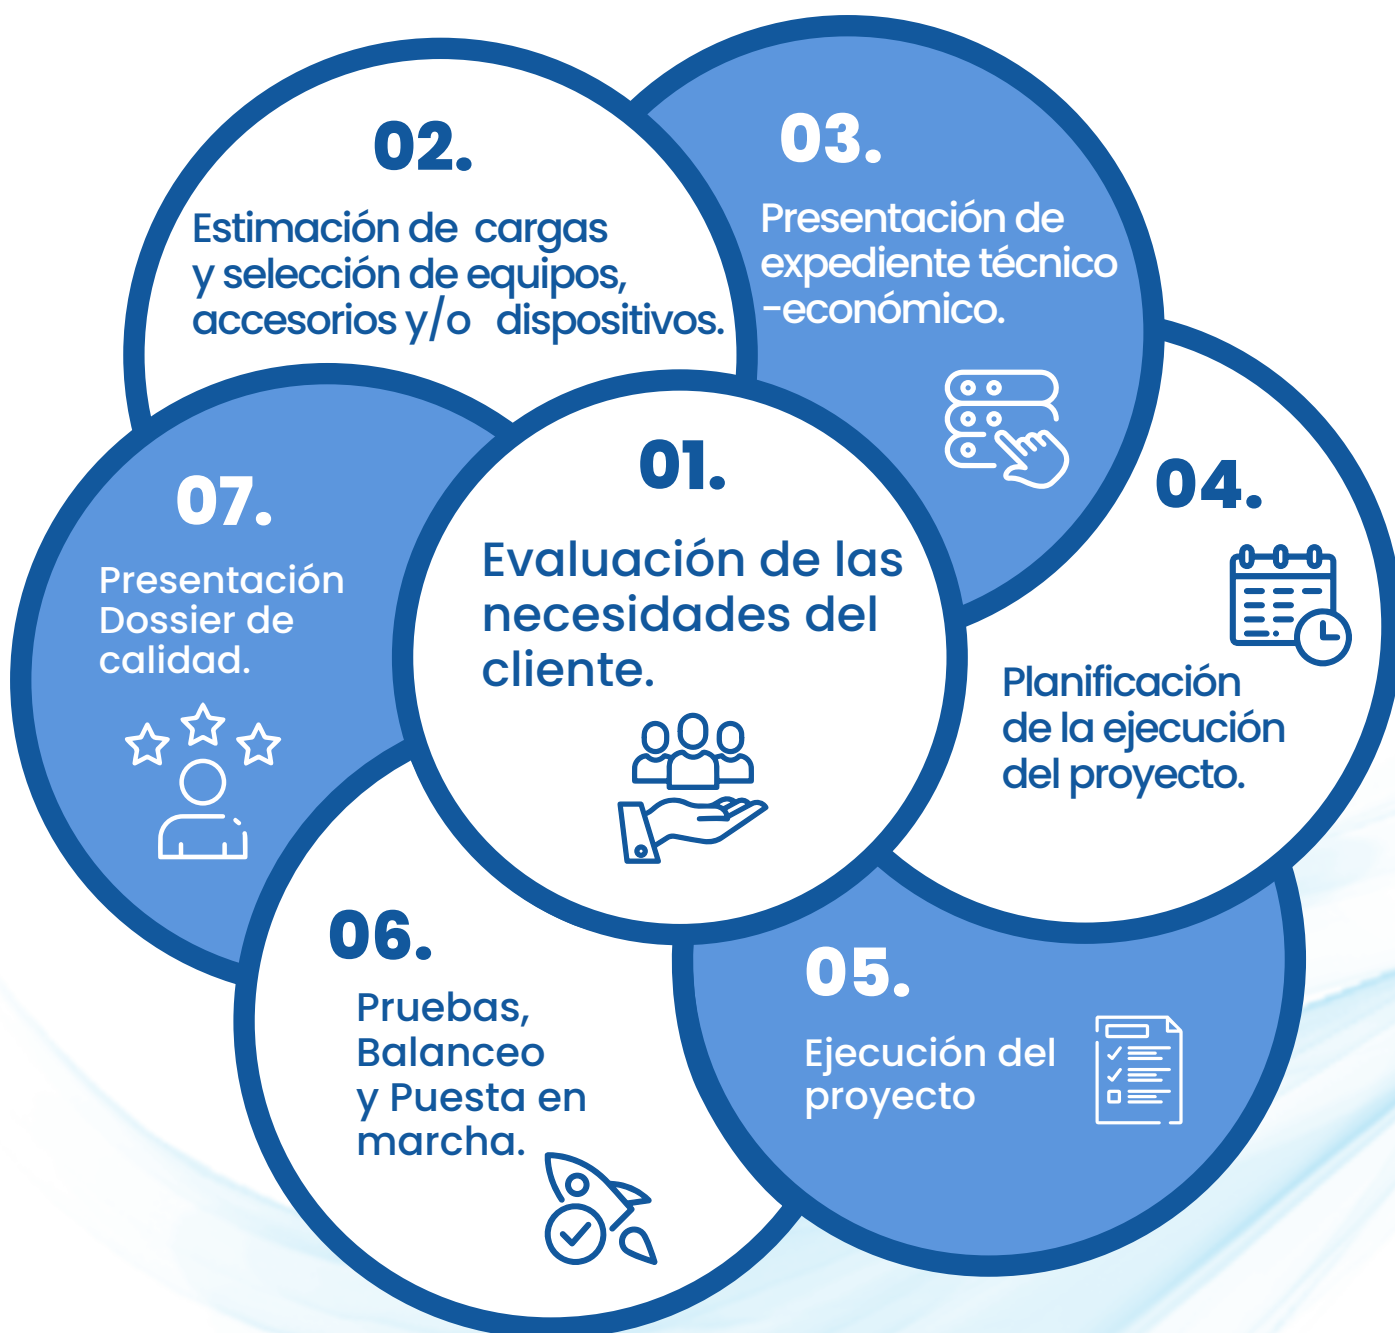 01.
Evaluación de las
necesidades del
cliente.
02.
Estimación de cargas
y selección de equipos,
accesorios y/o dispositivos.
03.
Presentación de
expediente técnico
-económico.
04.
Planificación
de la ejecución
del proyecto.
05.
Ejecución del
proyecto
06.
Pruebas,
Balanceo
y Puesta en
marcha.
07.
Presentación
Dossier de
calidad.